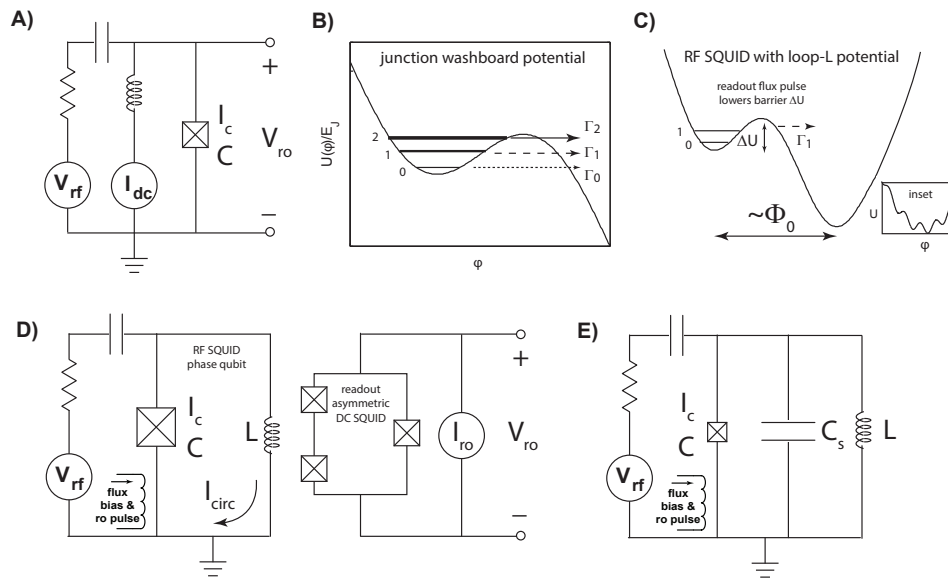 A)
V_rf
I_dc
I_c
C
+
V_ro
−
B)
junction washboard potential
U(φ)/E_J
2
1
0
Γ_2
Γ_1
Γ_0
φ
C)
RF SQUID with loop-L potential
readout flux pulse
lowers barrier ΔU
1
0
ΔU
Γ_1
~Φ_0
inset
U
φ
D)
RF SQUID
phase qubit
I_c
C
L
V_rf
flux
bias &
ro pulse
I_circ
readout
asymmetric
DC SQUID
I_ro
+
V_ro
−
E)
I_c
C
C_s
L
V_rf
flux
bias &
ro pulse